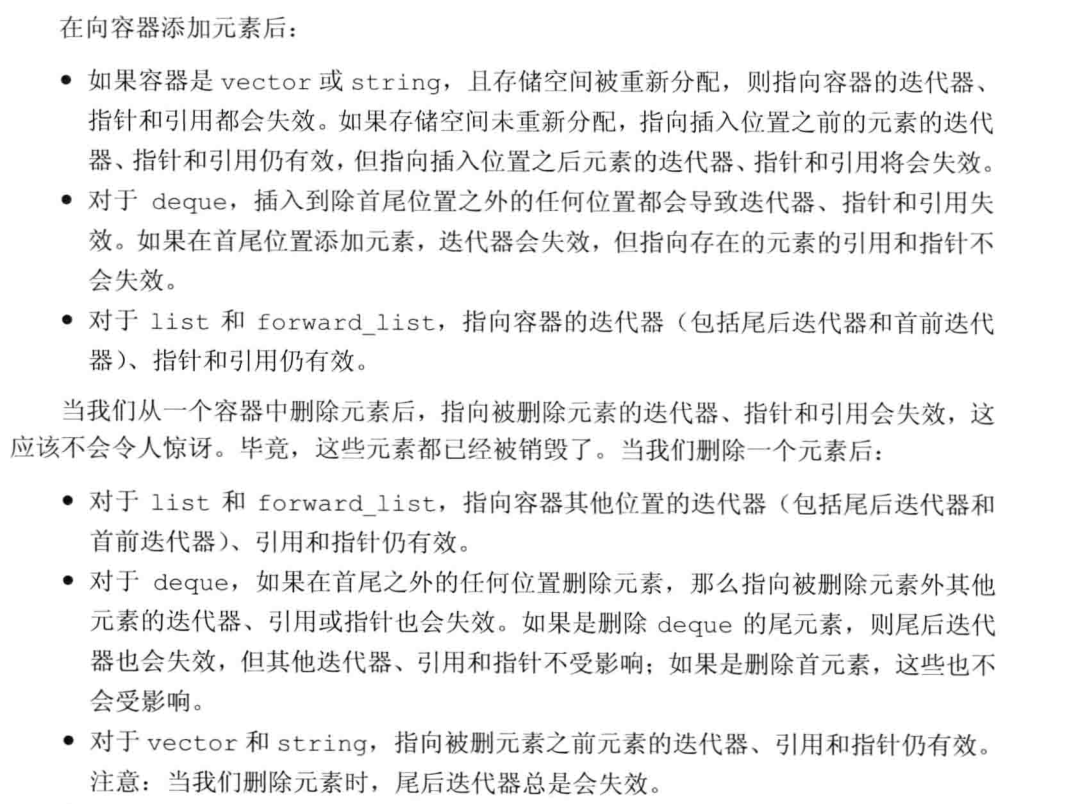 在向容器添加元素后：
● 如果容器是 vector 或 string，且存储空间被重新分配，则指向容器的迭代器、
指针和引用都会失效。如果存储空间未重新分配，指向插入位置之前的元素的迭代
器、指针和引用仍有效，但指向插入位置之后元素的迭代器、指针和引用将会失效。
● 对于 deque，插入到除首尾位置之外的任何位置都会导致迭代器、指针和引用失
效。如果在首尾位置添加元素，迭代器会失效，但指向存在的元素的引用和指针不
会失效。
● 对于 list 和 forward_list，指向容器的迭代器（包括尾后迭代器和首前迭代
器）、指针和引用仍有效。
当我们从一个容器中删除元素后，指向被删除元素的迭代器、指针和引用会失效，这
应该不会令人惊讶。毕竟，这些元素都已经被销毁了。当我们删除一个元素后：
● 对于 list 和 forward_list，指向容器其他位置的迭代器（包括尾后迭代器和
首前迭代器）、引用和指针仍有效。
● 对于 deque，如果在首尾之外的任何位置删除元素，那么指向被删除元素外其他
元素的迭代器、引用或指针也会失效。如果是删除 deque 的尾元素，则尾后迭代
器也会失效，但其他迭代器、引用和指针不受影响；如果是删除首元素，这些也不
会受影响。
● 对于 vector 和 string，指向被删元素之前元素的迭代器、引用和指针仍有效。
注意：当我们删除元素时，尾后迭代器总是会失效。